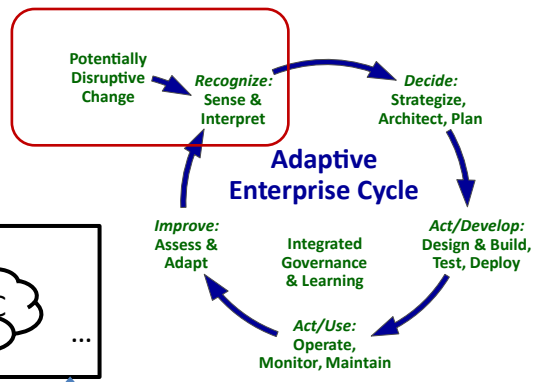 Potentially
Disruptive
Change
Recognize:
Sense &
Interpret
Decide:
Strategize,
Architect, Plan
Adaptive
Enterprise Cycle
Improve:
Assess &
Adapt
Integrated
Governance
& Learning
Act/Develop:
Design & Build,
Test, Deploy
Act/Use:
Operate,
Monitor, Maintain
...